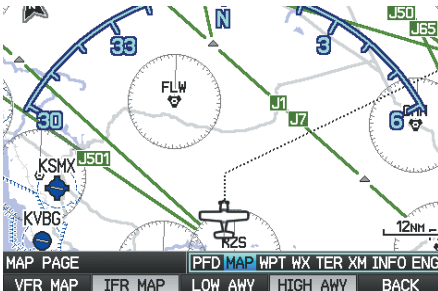 J50
J65
N
33
3
FLW
J1
30
6
J7
J501
KSMX
KVBG
12NM
MAP PAGE
PFD MAP WPT WX TER XM INFO ENG
VFR MAP IFR MAP LOW AWY HIGH AWY BACK